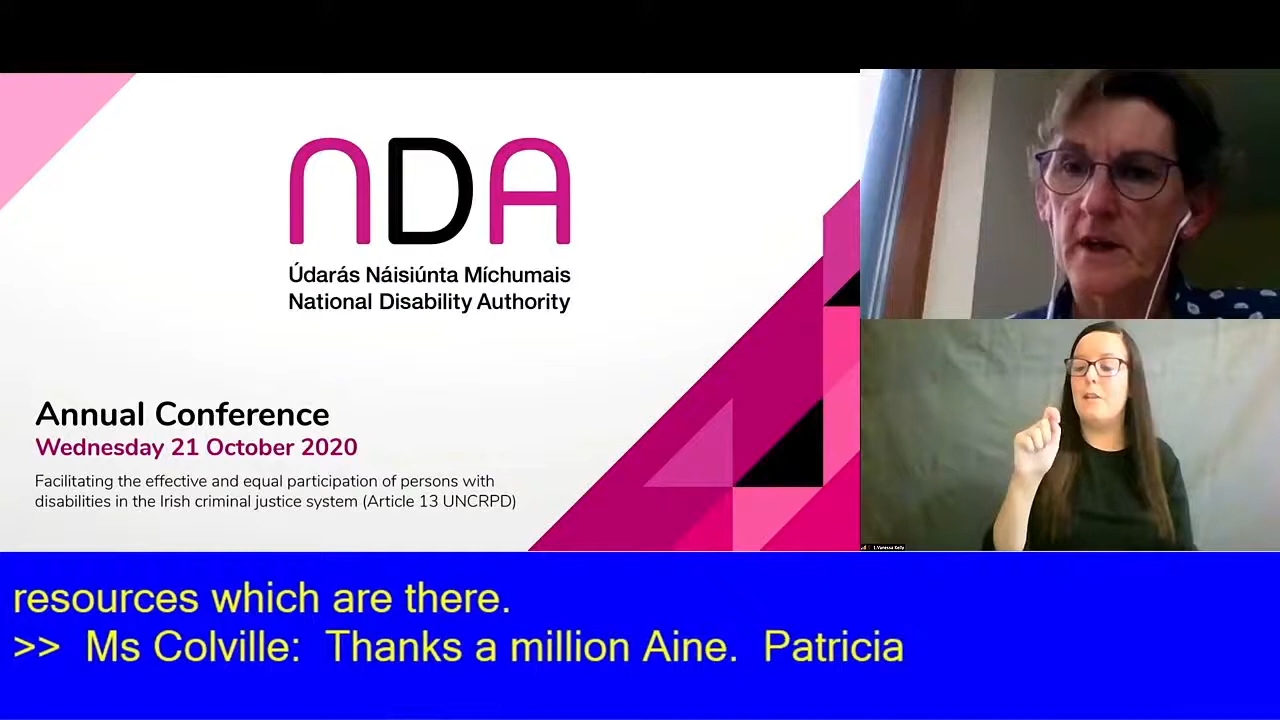 NDA
Údarás Náisiúnta Míchumais
National Disability Authority
Annual Conference
Wednesday 21 October 2020
Facilitating the effective and equal participation of persons with
disabilities in the Irish criminal justice system (Article 13 UNCRPD)
Vanessa Kelly
resources which are there.
>> Ms Colville: Thanks a million Aine. Patricia